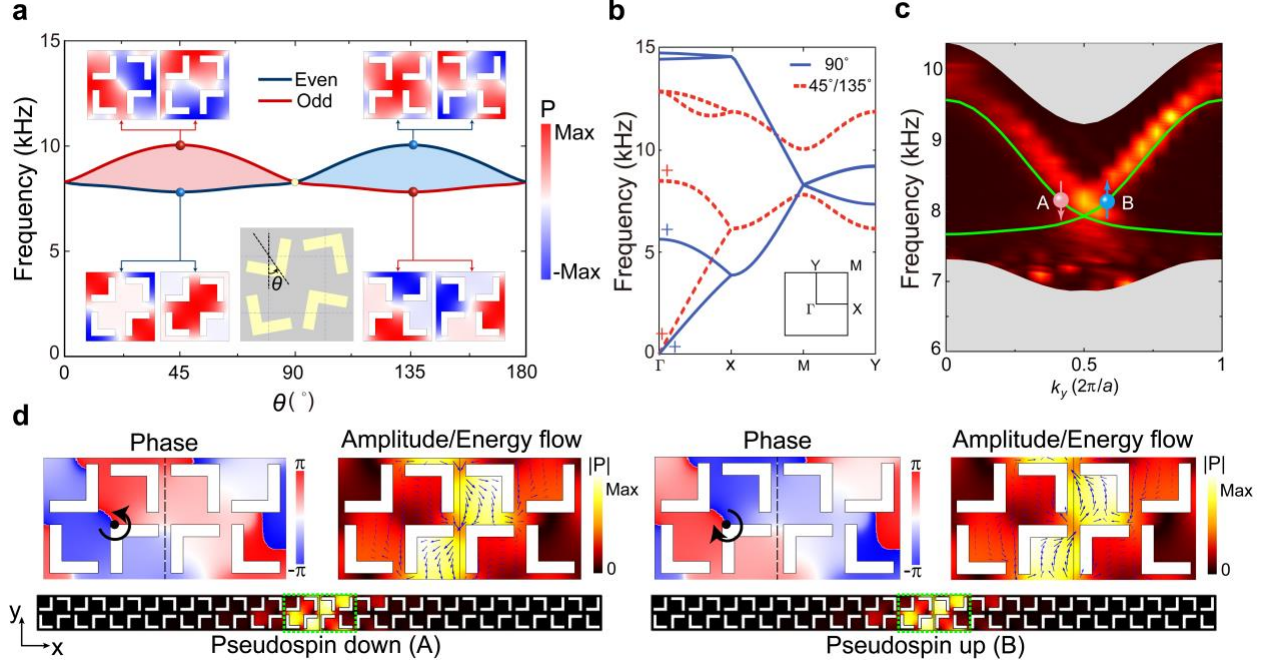 a
b
c
15
10
5
0
Frequency (kHz)
Even
Odd
P
Max
-Max
θ
0
45
90
135
180
θ(°)
15
10
5
0
Frequency (kHz)
90°
45°/135°
+
+
+
+
Y
M
Γ
X
Γ
X
M
Y
10
9
8
7
6
Frequency (kHz)
A
B
0
0.5
1
k_y (2π/a)
d
Phase
π
-π
Amplitude/Energy flow
|P|
Max
0
Phase
π
-π
Amplitude/Energy flow
|P|
Max
0
y
x
Pseudospin down (A)
Pseudospin up (B)